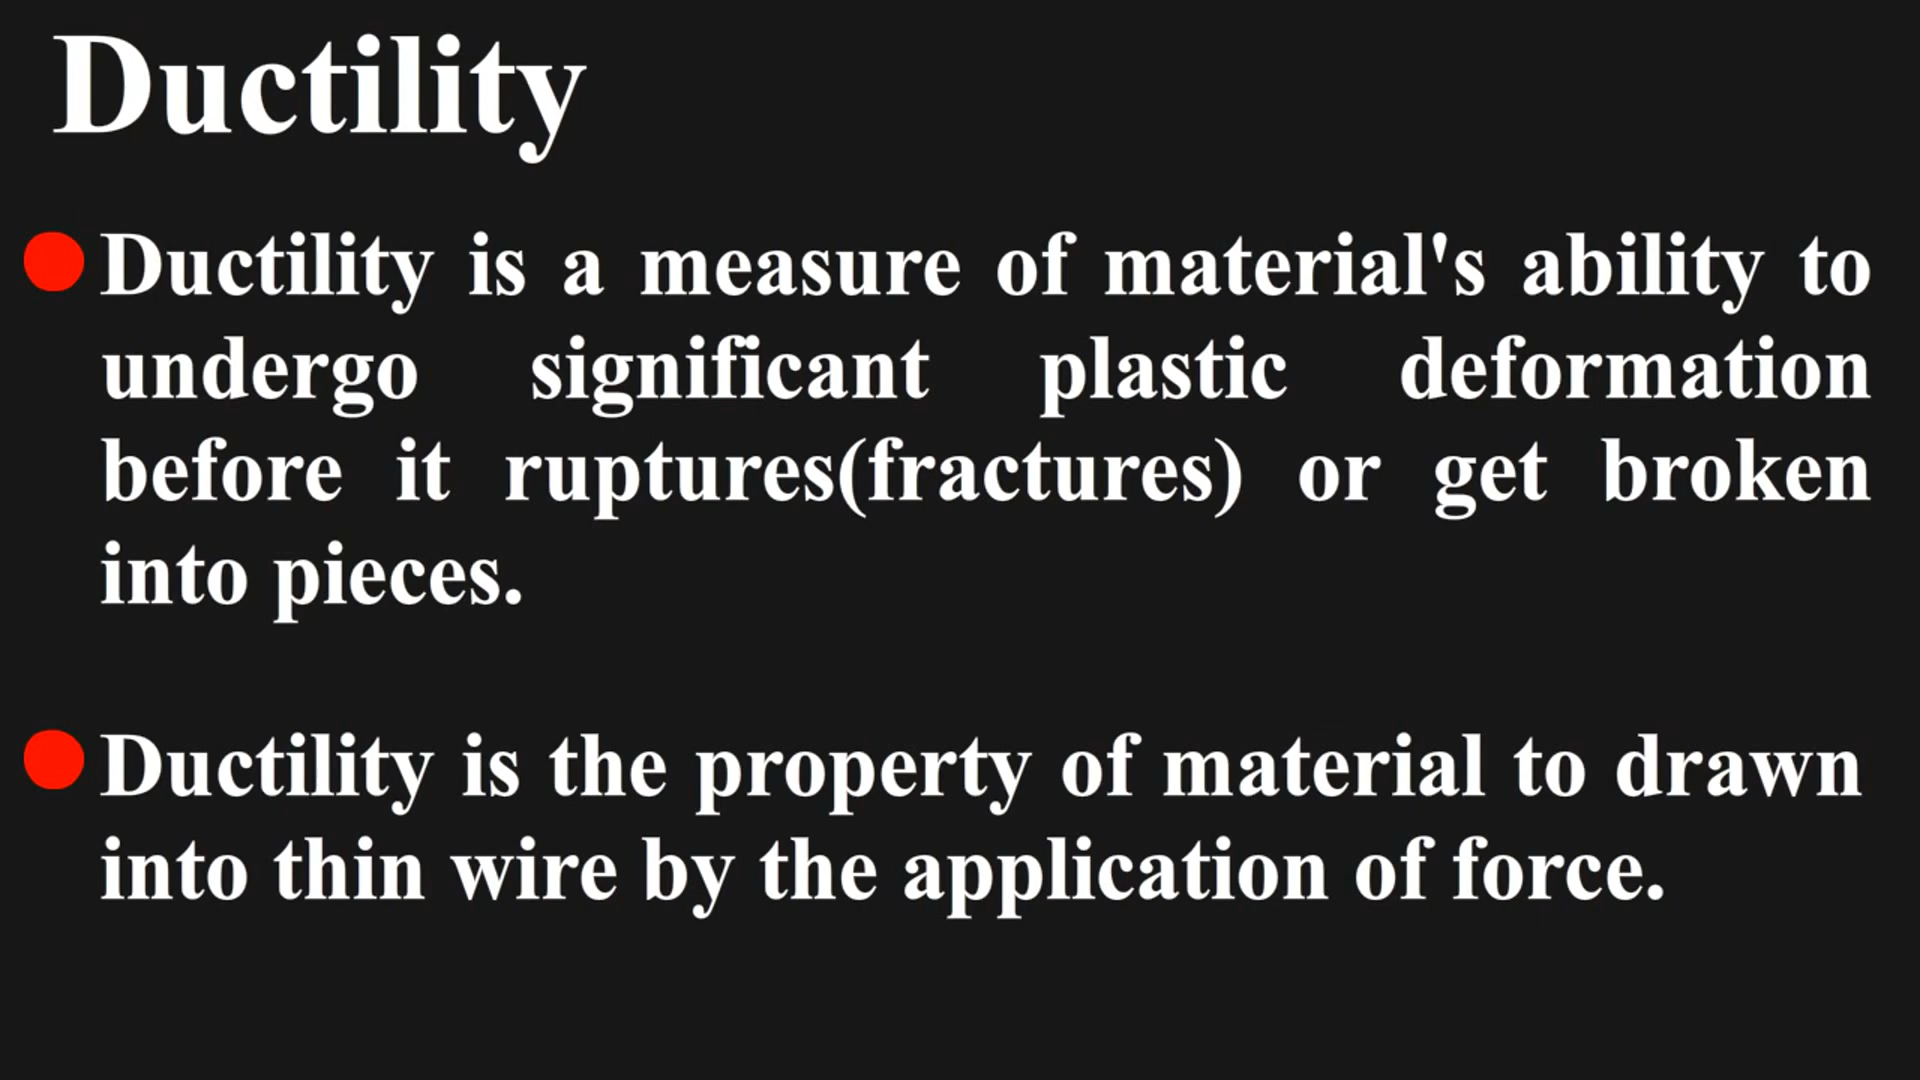 Ductility
Ductility is a measure of material's ability to
undergo significant plastic deformation
before it ruptures(fractures) or get broken
into pieces.
Ductility is the property of material to drawn
into thin wire by the application of force.